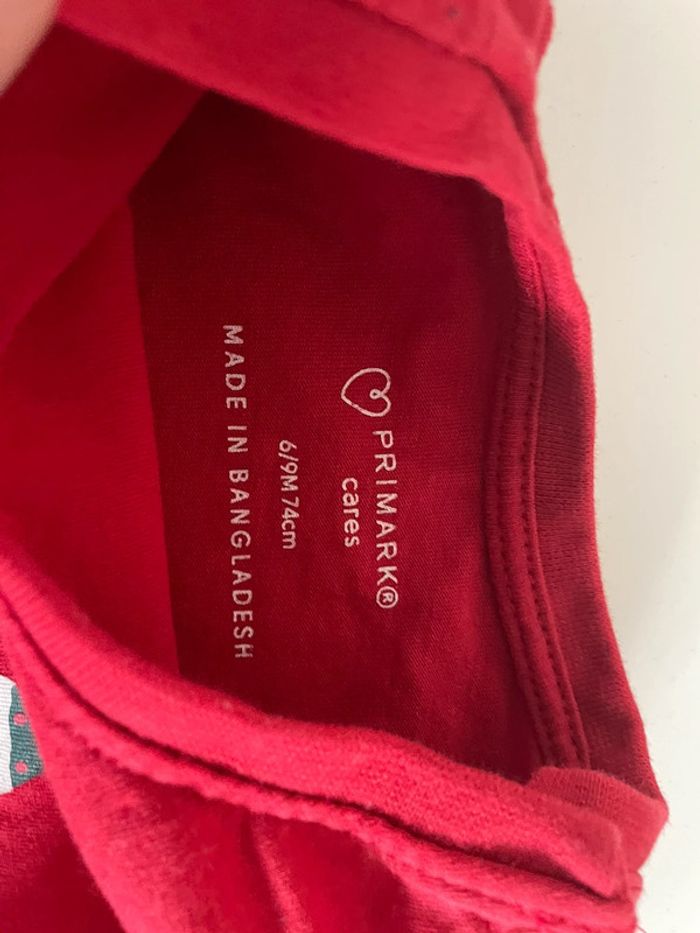 PRIMARK®
cares
6/9M 74cm
MADE IN BANGLADESH